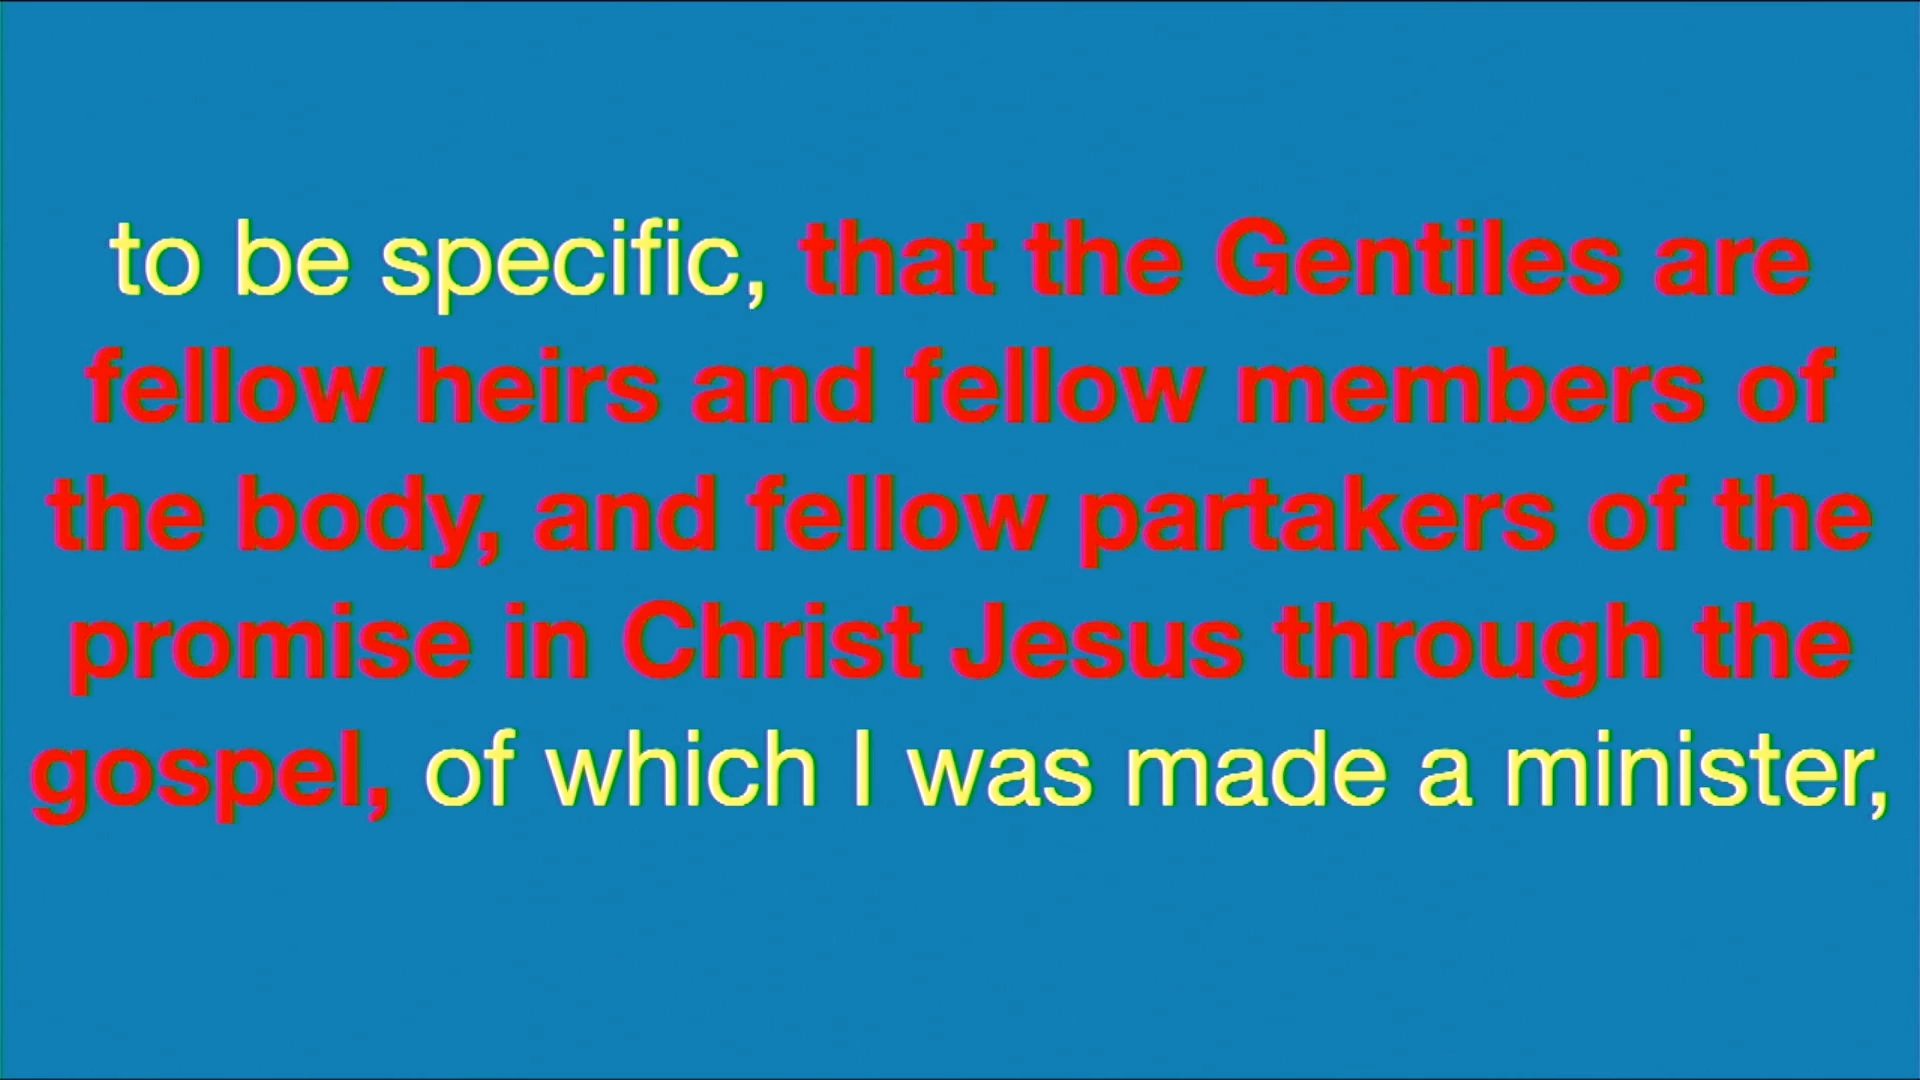 to be specific, that the Gentiles are
fellow heirs and fellow members of
the body, and fellow partakers of the
promise in Christ Jesus through the
gospel, of which I was made a minister,